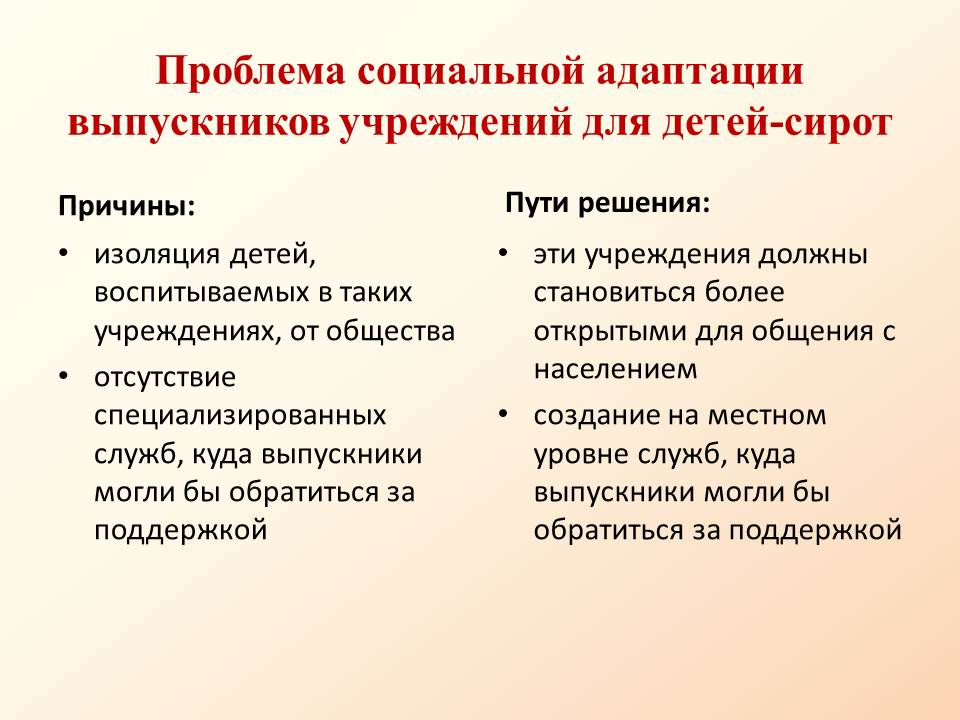 Проблема социальной адаптации
выпускников учреждений для детей-сирот
Причины:
• изоляция детей,
воспитываемых в таких
учреждениях, от общества
• отсутствие
специализированных
служб, куда выпускники
могли бы обратиться за
поддержкой
Пути решения:
• эти учреждения должны
становиться более
открытыми для общения с
населением
• создание на местном
уровне служб, куда
выпускники могли бы
обратиться за поддержкой